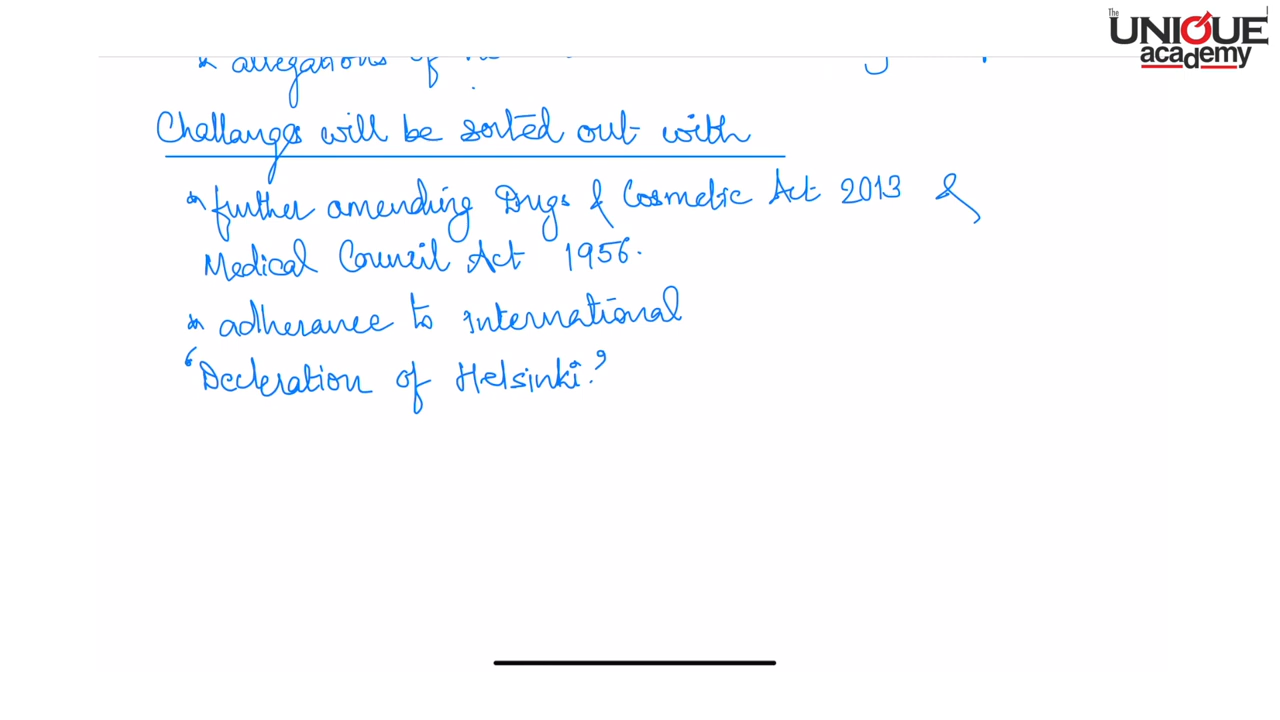 The
UNIQUE
academy
* allegations of
Challanges will be sorted out with
* further amending Drugs & Cosmetic Act 2013 &
Medical Council Act 1956.
* adherance to international
'Decleration of Helsinki.'